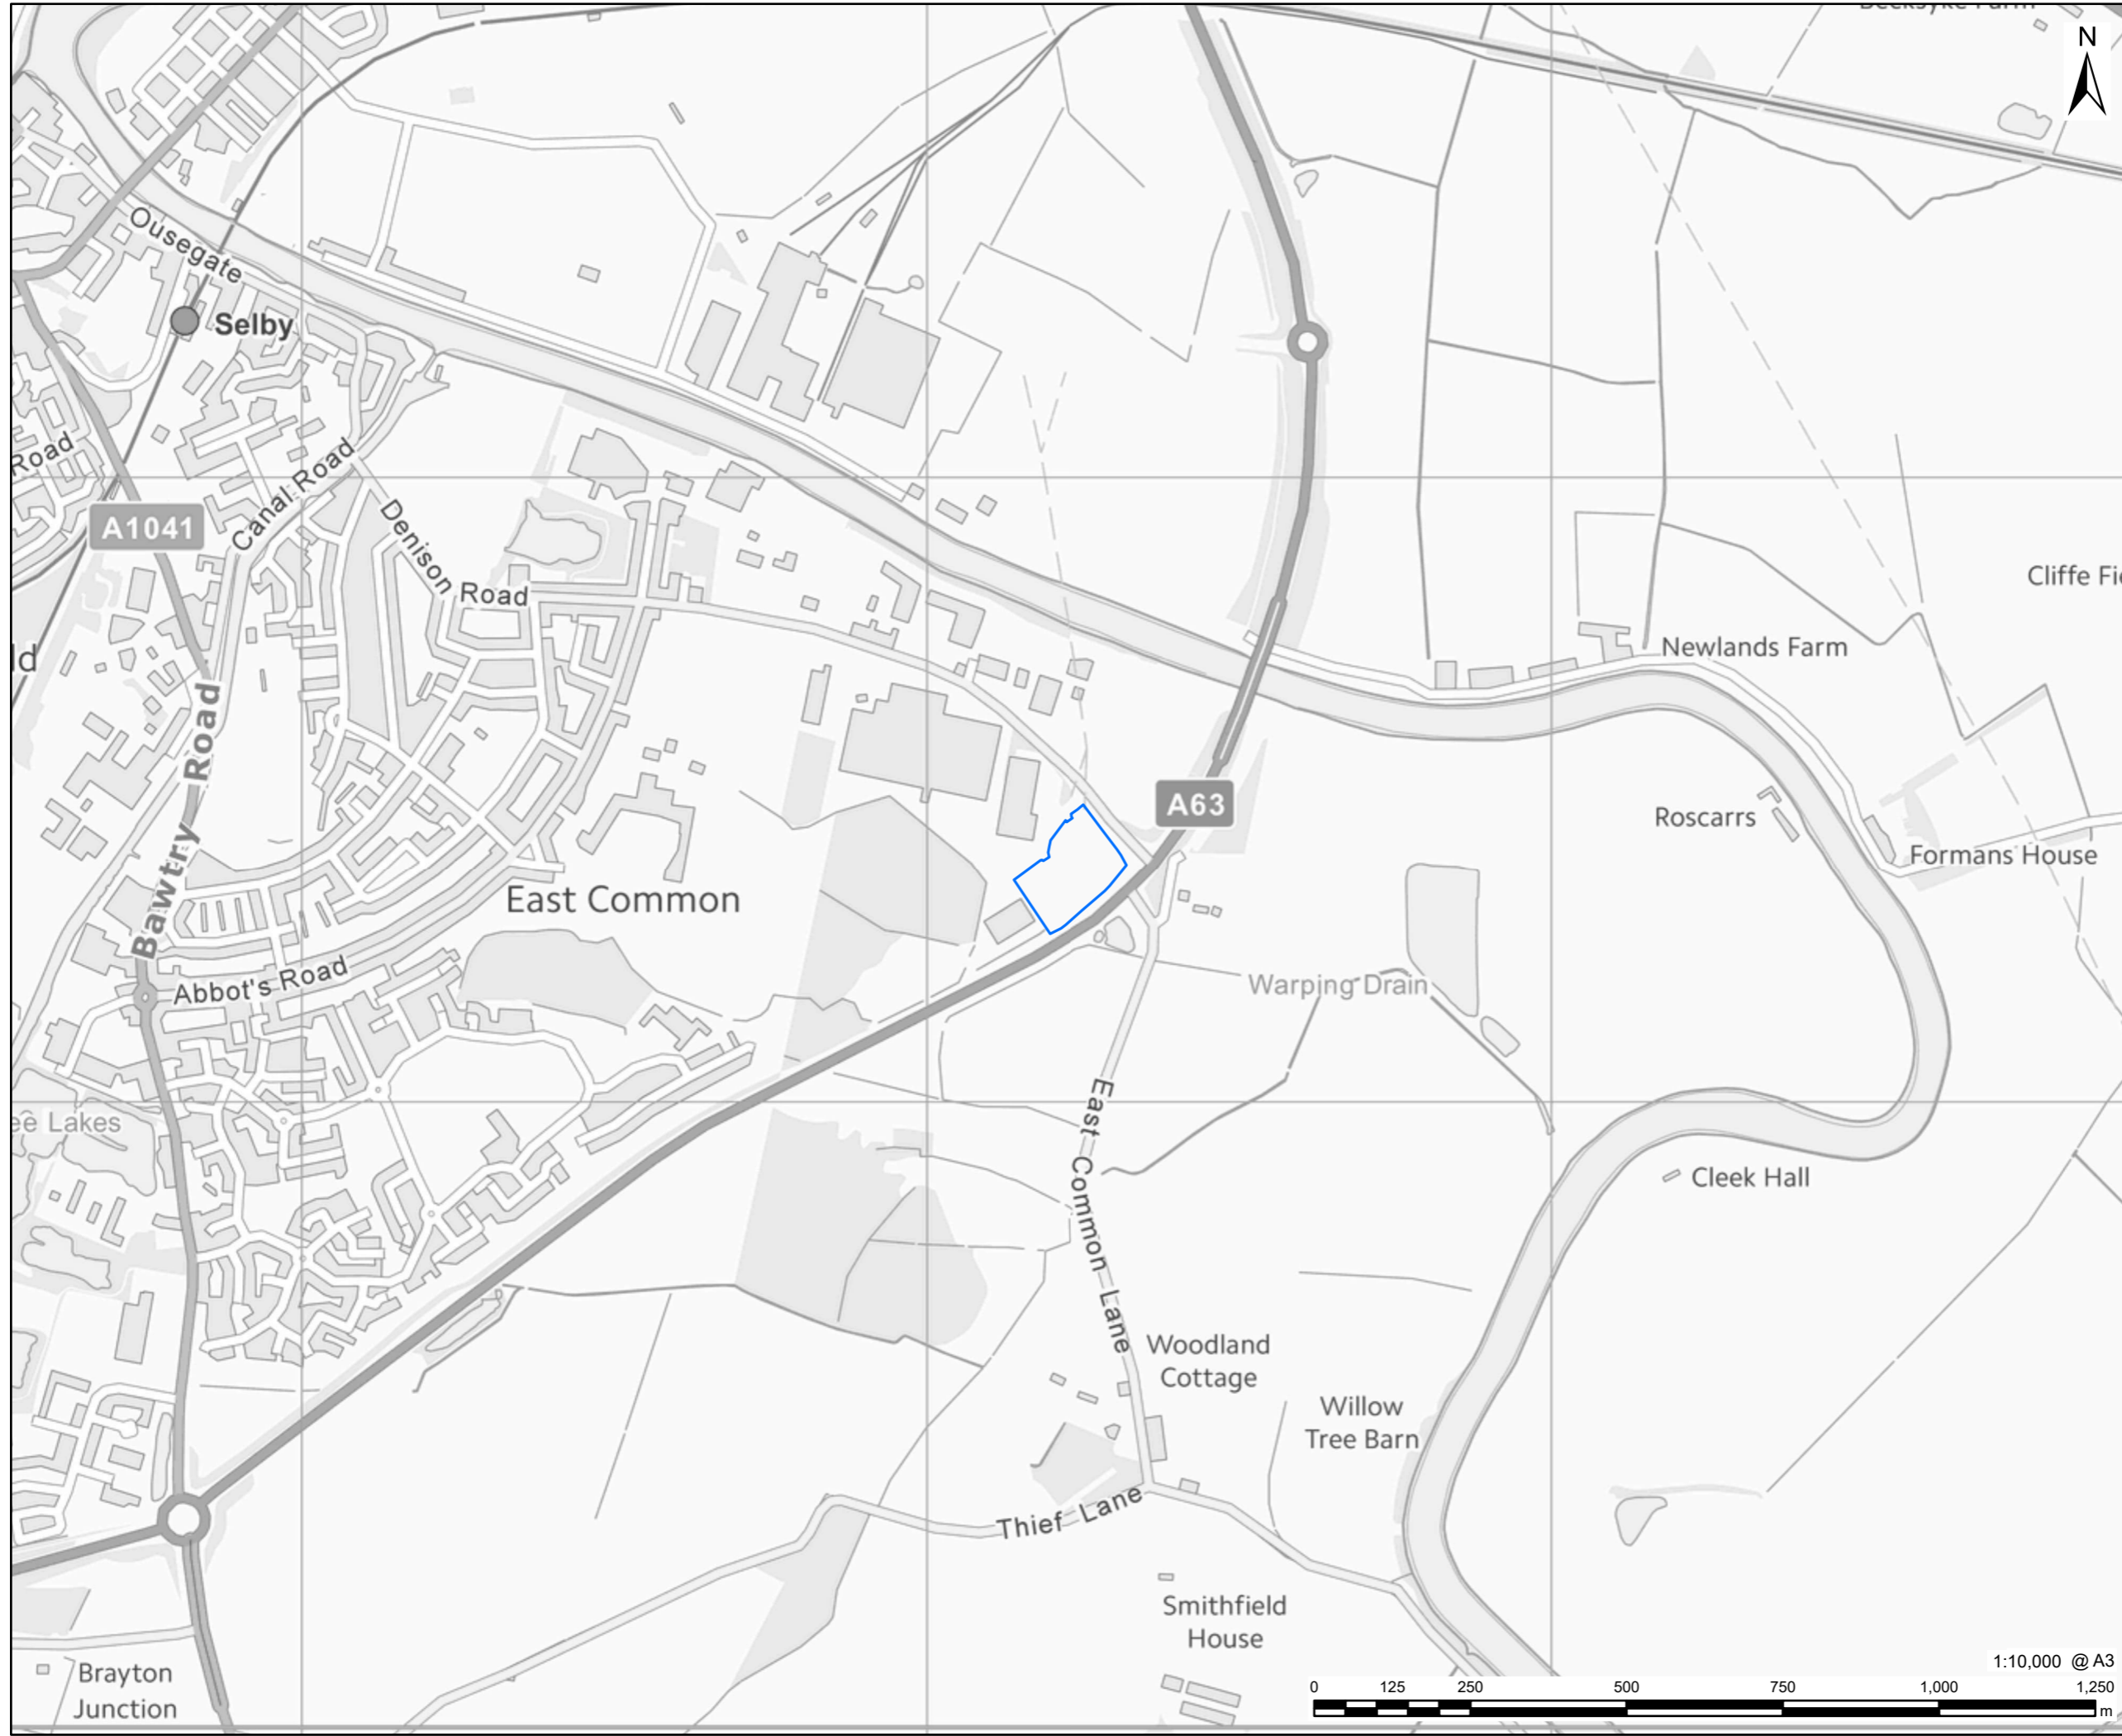 N
Ousegate
Selby
Road
Canal Road
A1041
Denison Road
Cliffe
Newlands Farm
ld
Bawtry Road
A63
Roscarrs
Formans House
East Common
Abbot's Road
Warping Drain
ee Lakes
East Common Lane
Cleek Hall
Woodland
Cottage
Willow
Tree Barn
Thief Lane
Smithfield
House
Brayton
Junction
1:10,000 @ A3
0 125 250 500 750 1,000 1,250
m